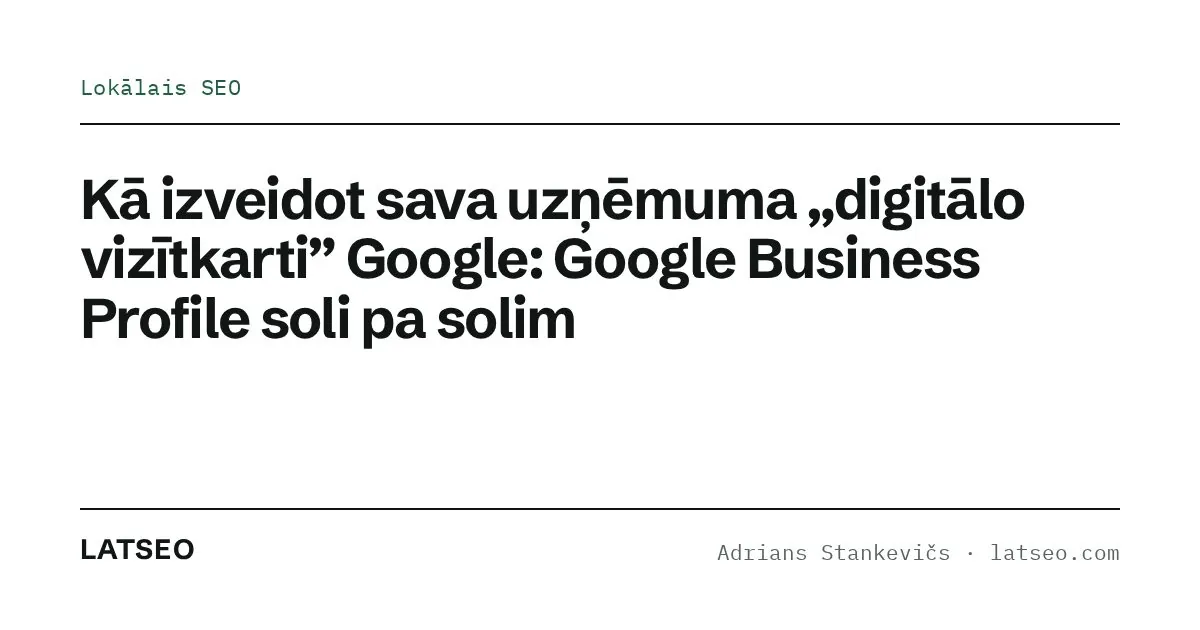 Lokālais SEO
Kā izveidot sava uzņēmuma „digitālo
vizītkarti” Google: Google Business
Profile soli pa solim
LATSEO
Adrians Stankevičs · latseo.com